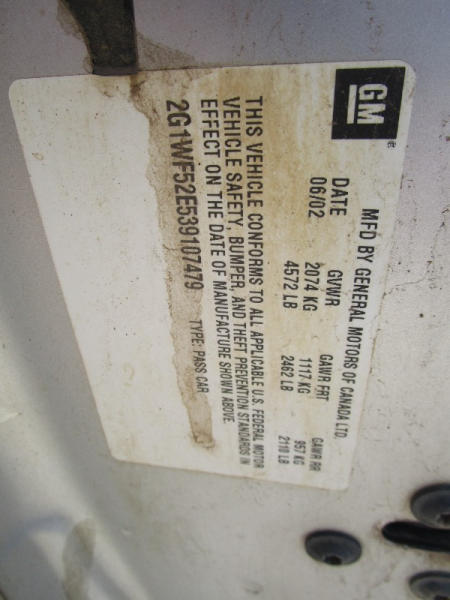 GM
MFD BY GENERAL MOTORS OF CANADA LTD.
DATE GVWR GAWR FRT GAWR RR
06/02 2074 KG 1117 KG 957 KG
4572 LB 2462 LB 2110 LB
THIS VEHICLE CONFORMS TO ALL APPLICABLE U.S. FEDERAL MOTOR
VEHICLE SAFETY, BUMPER, AND THEFT PREVENTION STANDARDS IN
EFFECT ON THE DATE OF MANUFACTURE SHOWN ABOVE.
2G1WF52E539107479 TYPE: PASS CAR